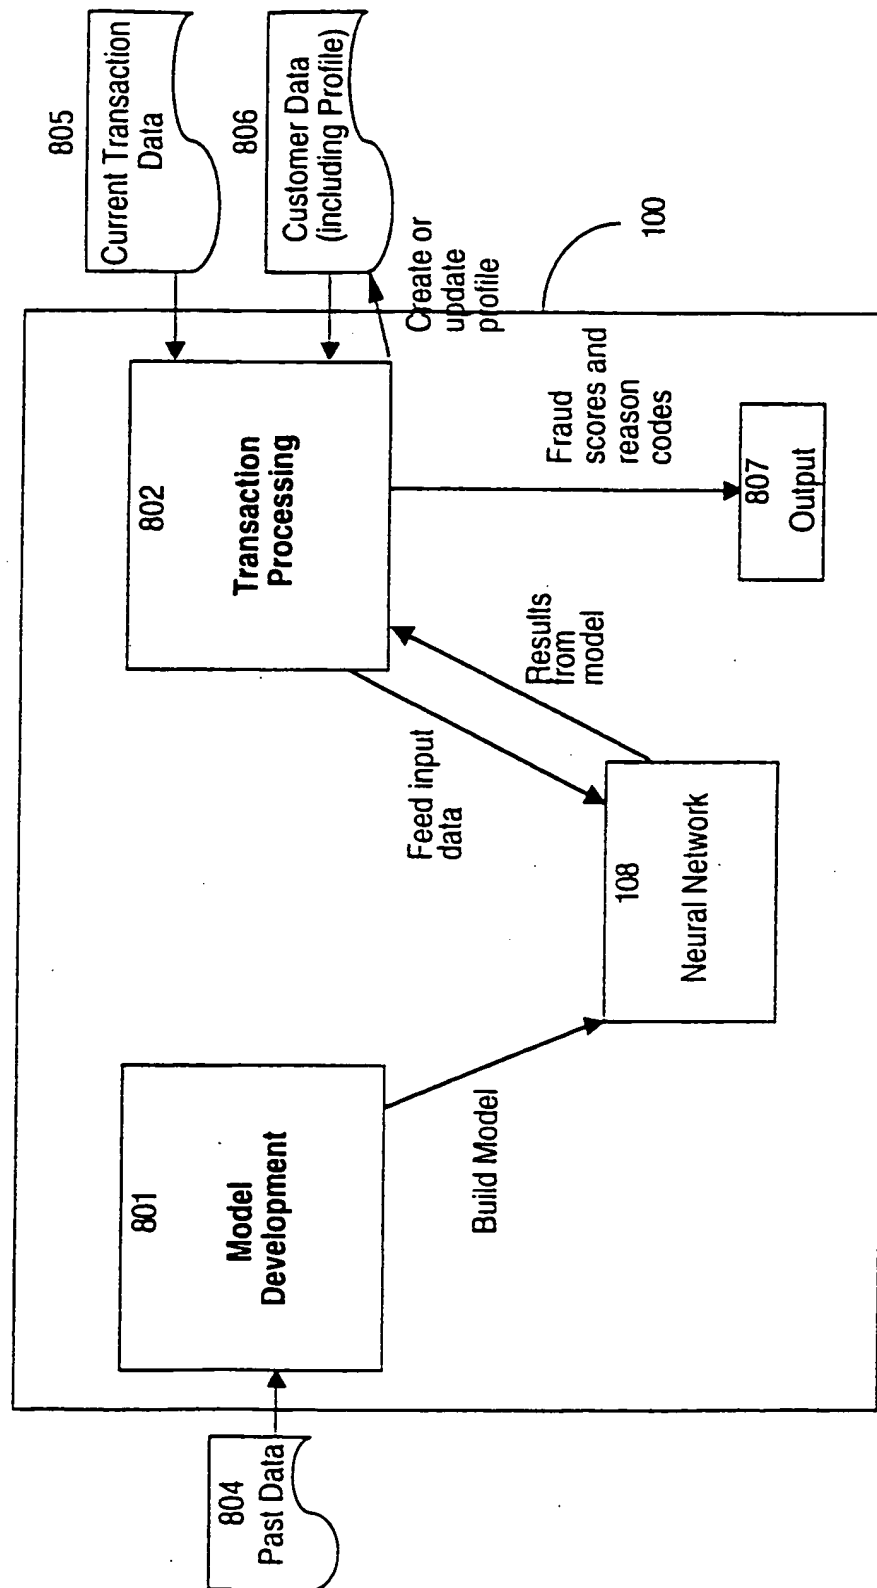 804
Past Data
801
Model
Development
Build Model
108
Neural Network
Feed input
data
Results
from
model
802
Transaction
Processing
805
Current Transaction
Data
806
Customer Data
(including Profile)
Create or
update
profile
Fraud
scores and
reason
codes
807
Output
100